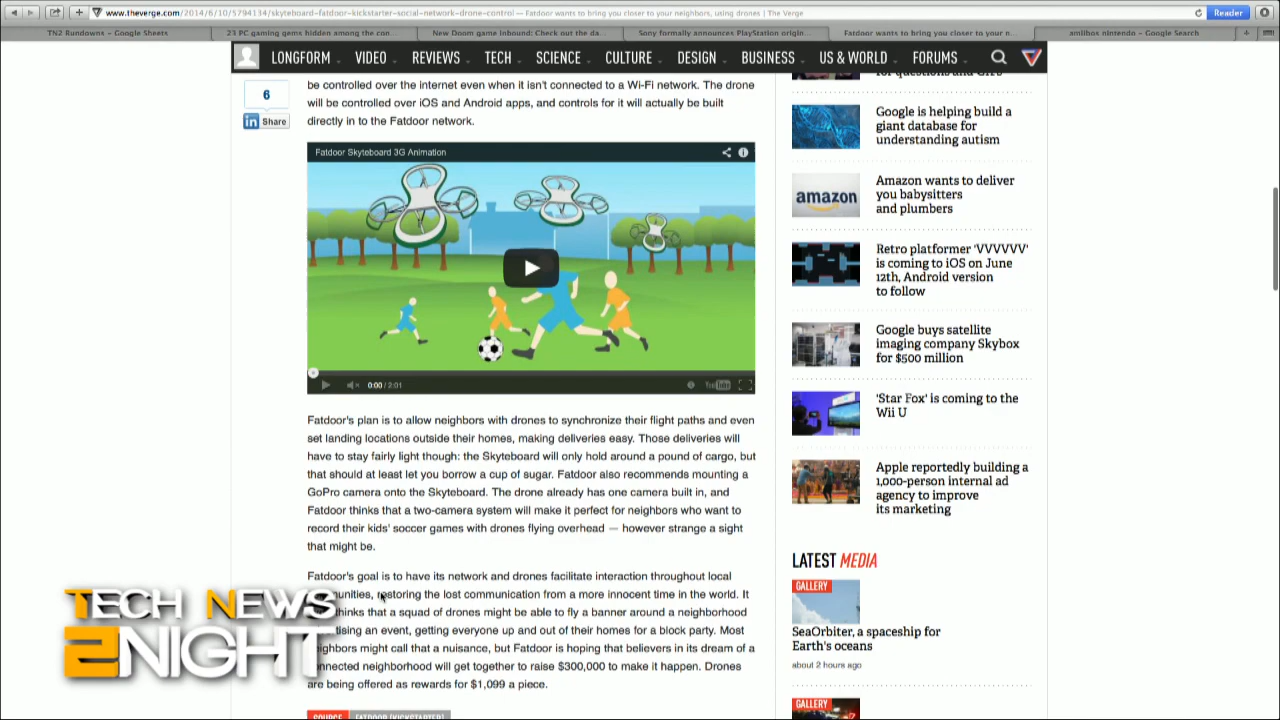 www.theverge.com/2014/6/10/5794134/skyteboard-fatdoor-kickstarter-social-network-drone-control — Fatdoor wants to bring you closer to your neighbors, using drones | The Verge
Reader
TN2 Rundowns – Google Sheets
23 PC gaming gems hidden among the con...
New Doom game inbound: Check out the da...
Sony formally announces PlayStation origin...
Fatdoor wants to bring you closer to your n...
amiibos nintendo – Google Search
LONGFORM
VIDEO
REVIEWS
TECH
SCIENCE
CULTURE
DESIGN
BUSINESS
US & WORLD
FORUMS
6
in Share
be controlled over the internet even when it isn't connected to a Wi-Fi network. The drone
will be controlled over iOS and Android apps, and controls for it will actually be built
directly in to the Fatdoor network.
Fatdoor Skyteboard 3G Animation
0:00 / 2:01
YouTube
Fatdoor's plan is to allow neighbors with drones to synchronize their flight paths and even
set landing locations outside their homes, making deliveries easy. Those deliveries will
have to stay fairly light though: the Skyteboard will only hold around a pound of cargo, but
that should at least let you borrow a cup of sugar. Fatdoor also recommends mounting a
GoPro camera onto the Skyteboard. The drone already has one camera built in, and
Fatdoor thinks that a two-camera system will make it perfect for neighbors who want to
record their kids' soccer games with drones flying overhead — however strange a sight
that might be.
Fatdoor's goal is to have its network and drones facilitate interaction throughout local
restoring the lost communication from a more innocent time in the world. It
thinks that a squad of drones might be able to fly a banner around a neighborhood
an event, getting everyone up and out of their homes for a block party. Most
might call that a nuisance, but Fatdoor is hoping that believers in its dream of a
neighborhood will get together to raise $300,000 to make it happen. Drones
are being offered as rewards for $1,099 a piece.
SOURCE FATDOOR (KICKSTARTER)
for questions and GIFs
Google is helping build a
giant database for
understanding autism
amazon
Amazon wants to deliver
you babysitters
and plumbers
Retro platformer 'VVVVVV'
is coming to iOS on June
12th, Android version
to follow
Google buys satellite
imaging company Skybox
for $500 million
'Star Fox' is coming to the
Wii U
Apple reportedly building a
1,000-person internal ad
agency to improve
its marketing
LATEST MEDIA
GALLERY
SeaOrbiter, a spaceship for
Earth's oceans
about 2 hours ago
GALLERY
TECH NEWS
2NIGHT